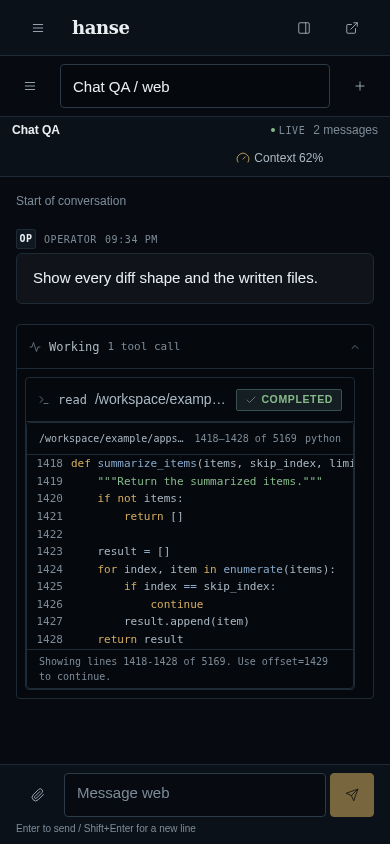 hanse
Chat QA / web
Chat QA
LIVE 2 messages
Context 62%
Start of conversation
OP OPERATOR 09:34 PM
Show every diff shape and the written files.
Working 1 tool call
read /workspace/examp… COMPLETED
/workspace/example/apps… 1418–1428 of 5169 python
1418 def summarize_items(items, skip_index, limi
1419     """Return the summarized items."""
1420     if not items:
1421         return []
1422
1423     result = []
1424     for index, item in enumerate(items):
1425         if index == skip_index:
1426             continue
1427         result.append(item)
1428     return result
Showing lines 1418-1428 of 5169. Use offset=1429
to continue.
Message web
Enter to send / Shift+Enter for a new line